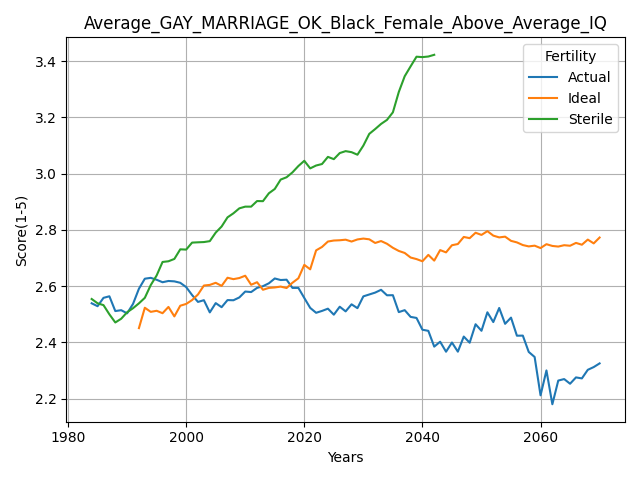 Average_GAY_MARRIAGE_OK_Black_Female_Above_Average_IQ
Fertility
Actual
Ideal
Sterile
Score(1-5)
3.4
3.2
3.0
2.8
2.6
2.4
2.2
1980
2000
2020
2040
2060
Years